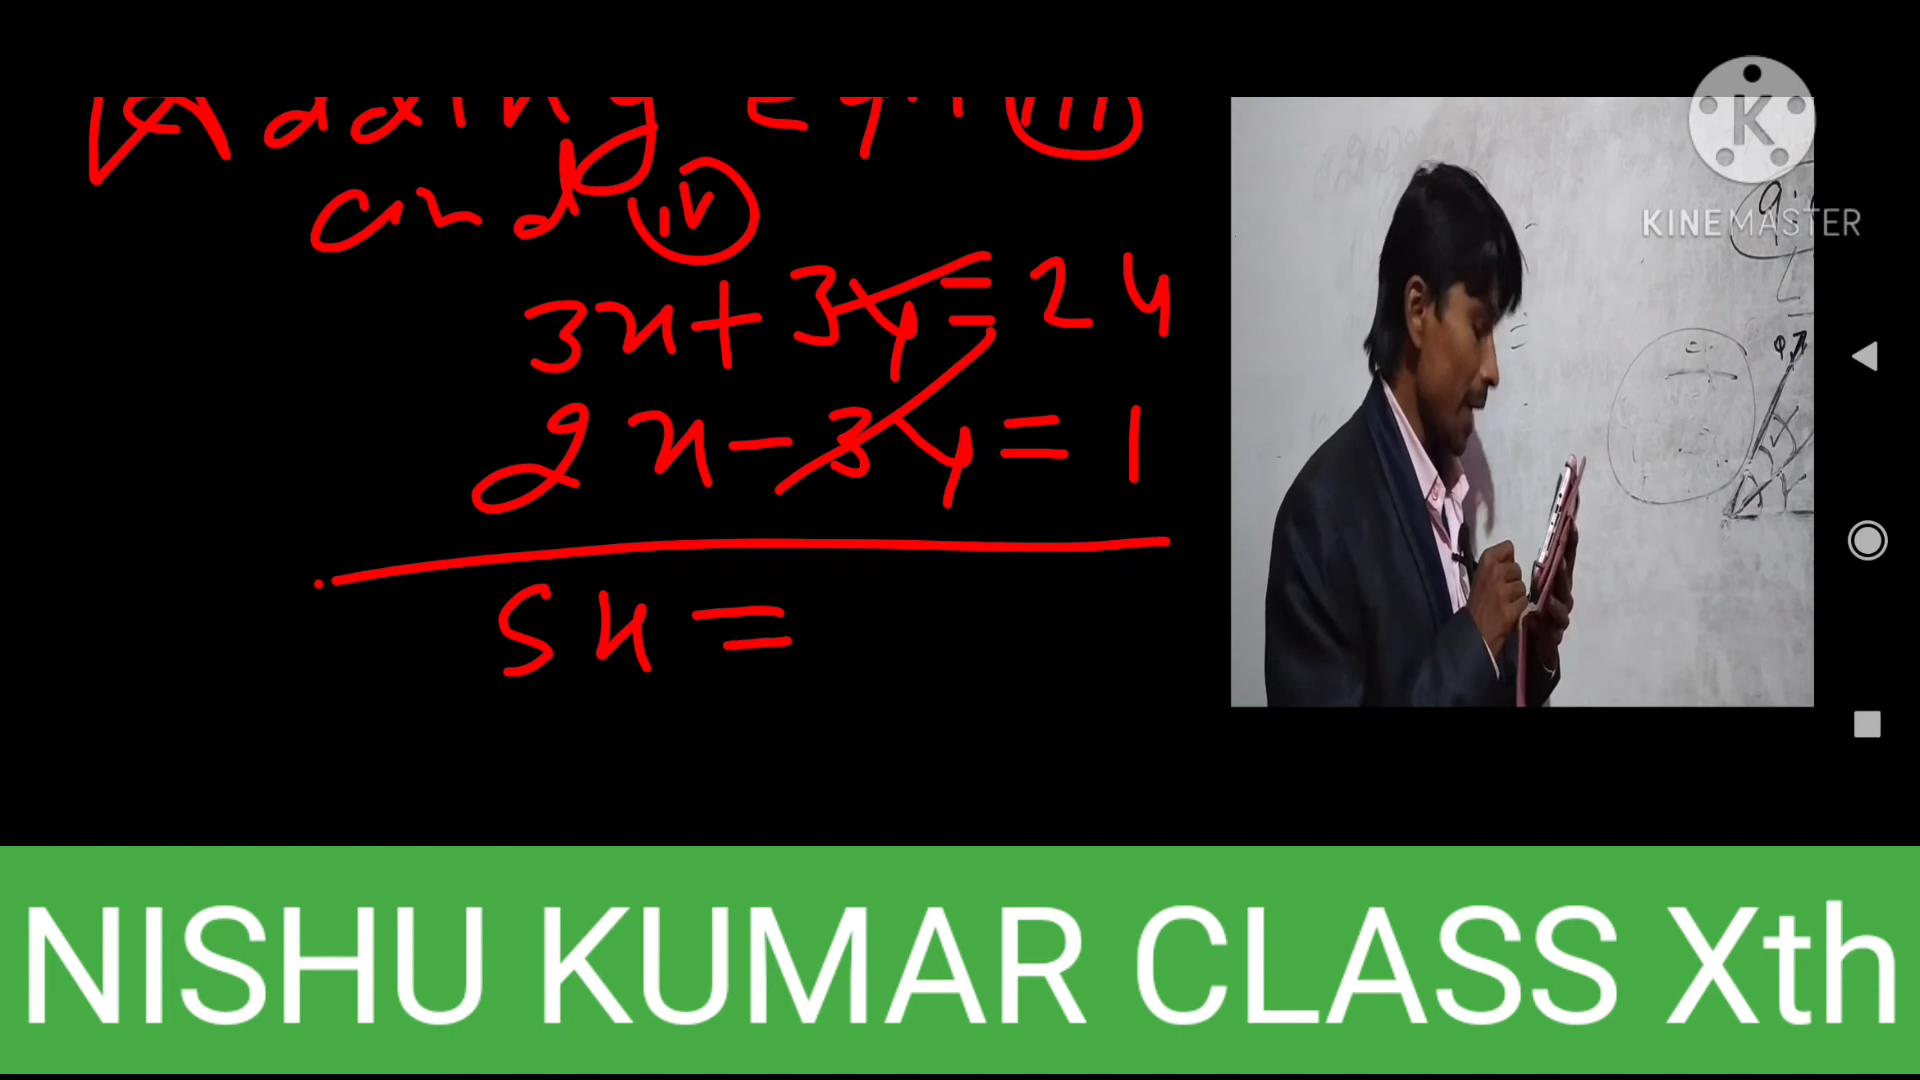 Adding Eqn (iii)
and (iv)
3x + 3y = 24
2x - 3y = 1
5x =
KINEMASTER
NISHU KUMAR CLASS Xth